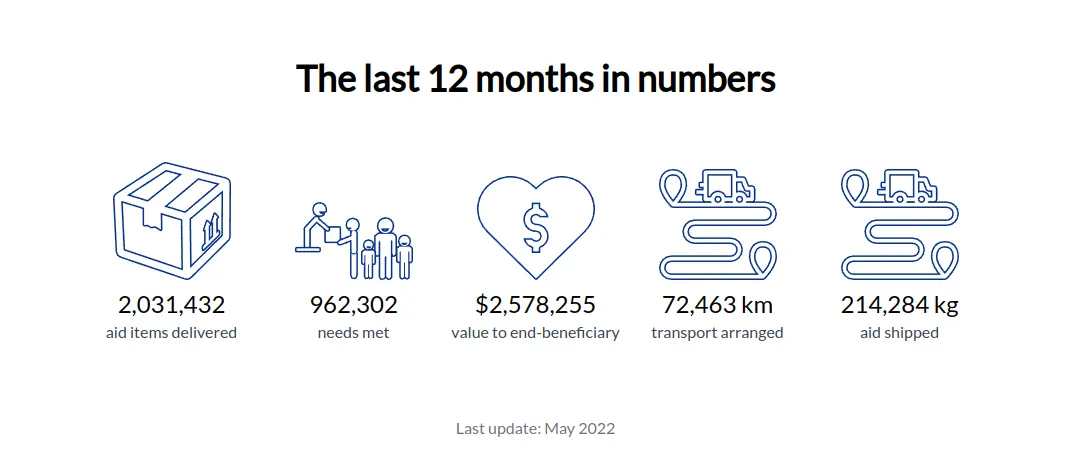 The last 12 months in numbers
2,031,432
aid items delivered
962,302
needs met
$2,578,255
value to end-beneficiary
72,463 km
transport arranged
214,284 kg
aid shipped
Last update: May 2022